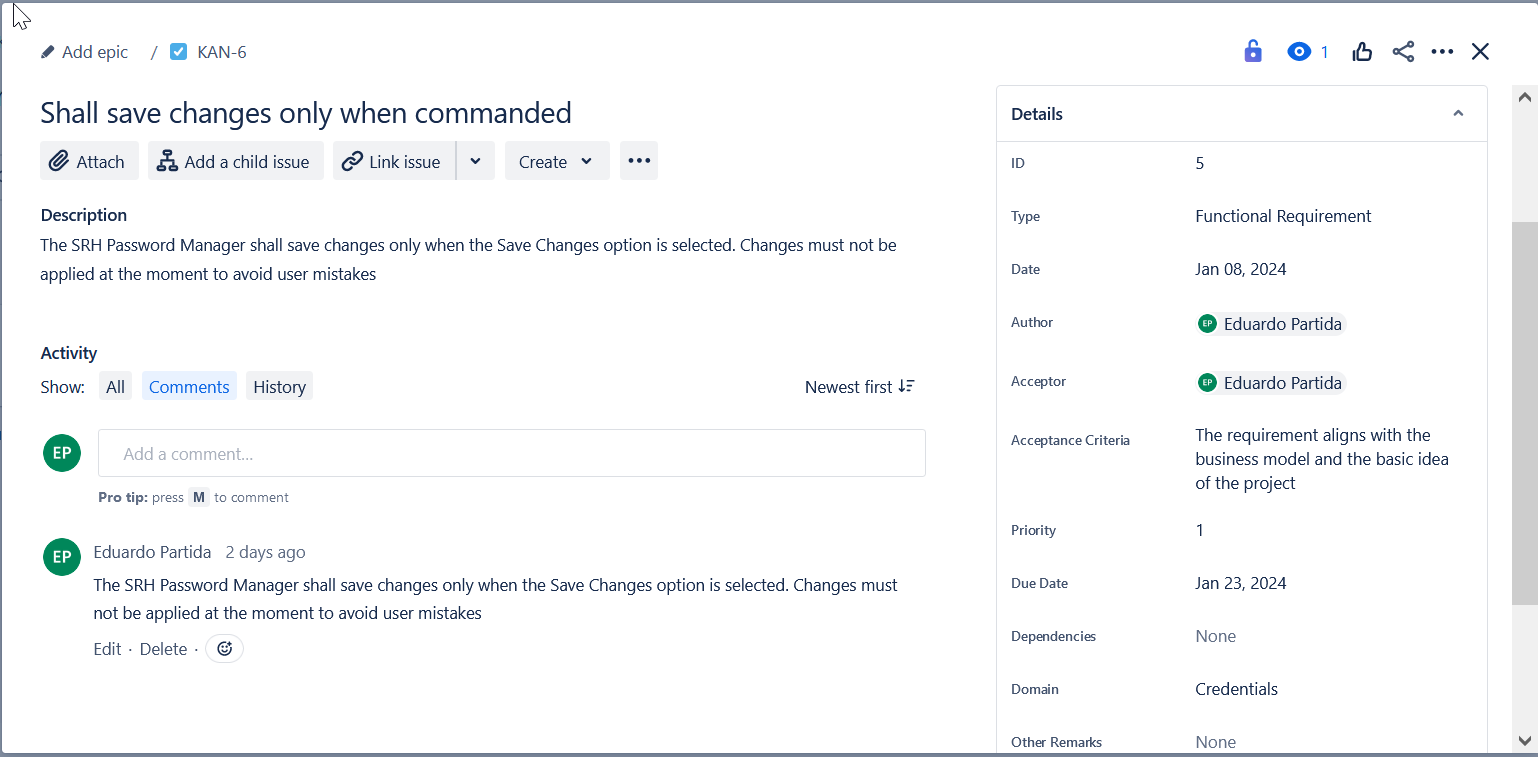 Add epic / KAN-6
1
Shall save changes only when commanded
Attach
Add a child issue
Link issue
Create
Description
The SRH Password Manager shall save changes only when the Save Changes option is selected. Changes must not be
applied at the moment to avoid user mistakes
Activity
Show: All Comments History
Newest first
EP
Add a comment...
Pro tip: press M to comment
EP
Eduardo Partida 2 days ago
The SRH Password Manager shall save changes only when the Save Changes option is selected. Changes must
not be applied at the moment to avoid user mistakes
Edit · Delete ·
Details
ID 5
Type Functional Requirement
Date Jan 08, 2024
Author EP Eduardo Partida
Acceptor EP Eduardo Partida
Acceptance Criteria The requirement aligns with the
business model and the basic idea
of the project
Priority 1
Due Date Jan 23, 2024
Dependencies None
Domain Credentials
Other Remarks None